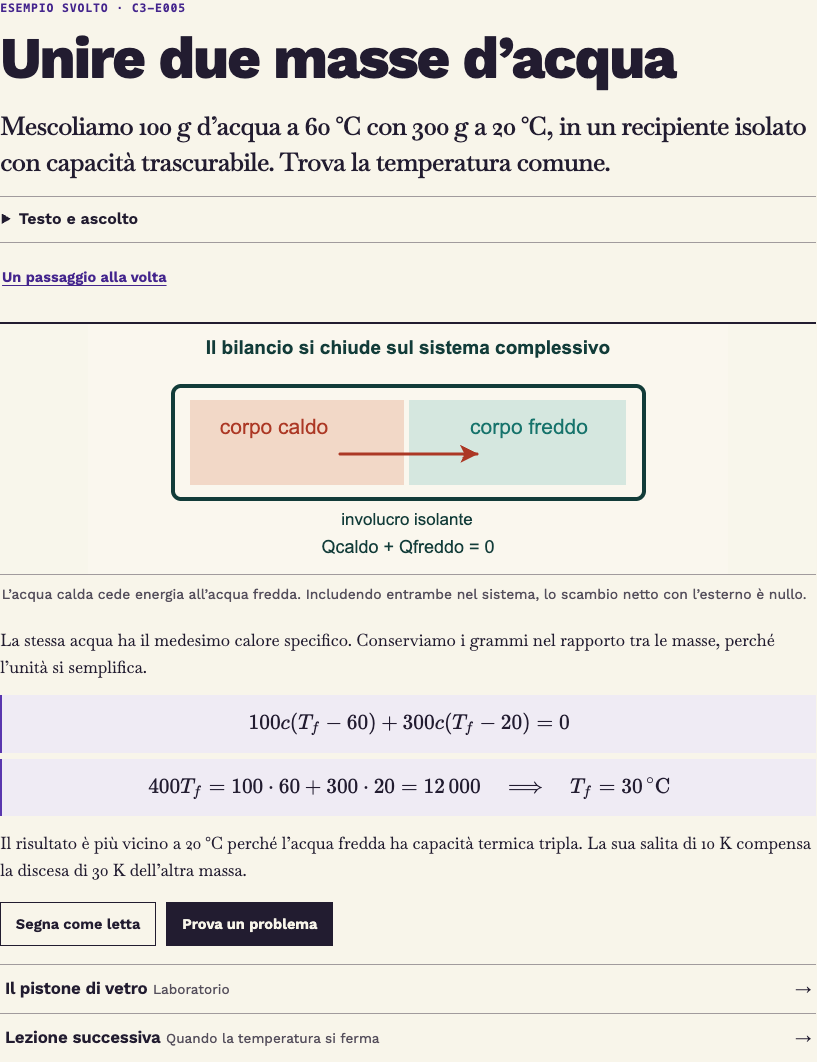 ESEMPIO SVOLTO · C3–E005
Unire due masse d’acqua
Mescoliamo 100 g d’acqua a 60 °C con 300 g a 20 °C, in un recipiente isolato
con capacità trascurabile. Trova la temperatura comune.
▶ Testo e ascolto
Un passaggio alla volta
Il bilancio si chiude sul sistema complessivo
corpo caldo corpo freddo
involucro isolante
Qcaldo + Qfreddo = 0
L’acqua calda cede energia all’acqua fredda. Includendo entrambe nel sistema, lo scambio netto con l’esterno è nullo.
La stessa acqua ha il medesimo calore specifico. Conserviamo i grammi nel rapporto tra le masse, perché
l’unità si semplifica.
100c(T_f − 60) + 300c(T_f − 20) = 0
400T_f = 100 · 60 + 300 · 20 = 12 000 ⟹ T_f = 30 °C
Il risultato è più vicino a 20 °C perché l’acqua fredda ha capacità termica tripla. La sua salita di 10 K compensa
la discesa di 30 K dell’altra massa.
Segna come letta Prova un problema
Il pistone di vetro Laboratorio →
Lezione successiva Quando la temperatura si ferma →